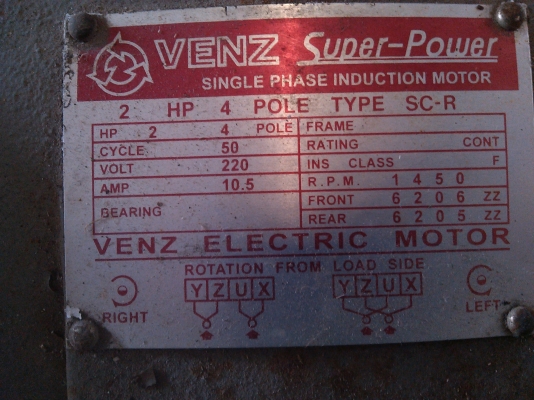 VENZ Super-Power
SINGLE PHASE INDUCTION MOTOR
2 HP 4 POLE TYPE SC-R
HP 2 4 POLE FRAME
CYCLE 50 RATING CONT
VOLT 220 INS CLASS F
AMP 10.5 R.P.M. 1450
BEARING FRONT 6206 ZZ
REAR 6205 ZZ
VENZ ELECTRIC MOTOR
ROTATION FROM LOAD SIDE
YZUX YZUX
RIGHT LEFT